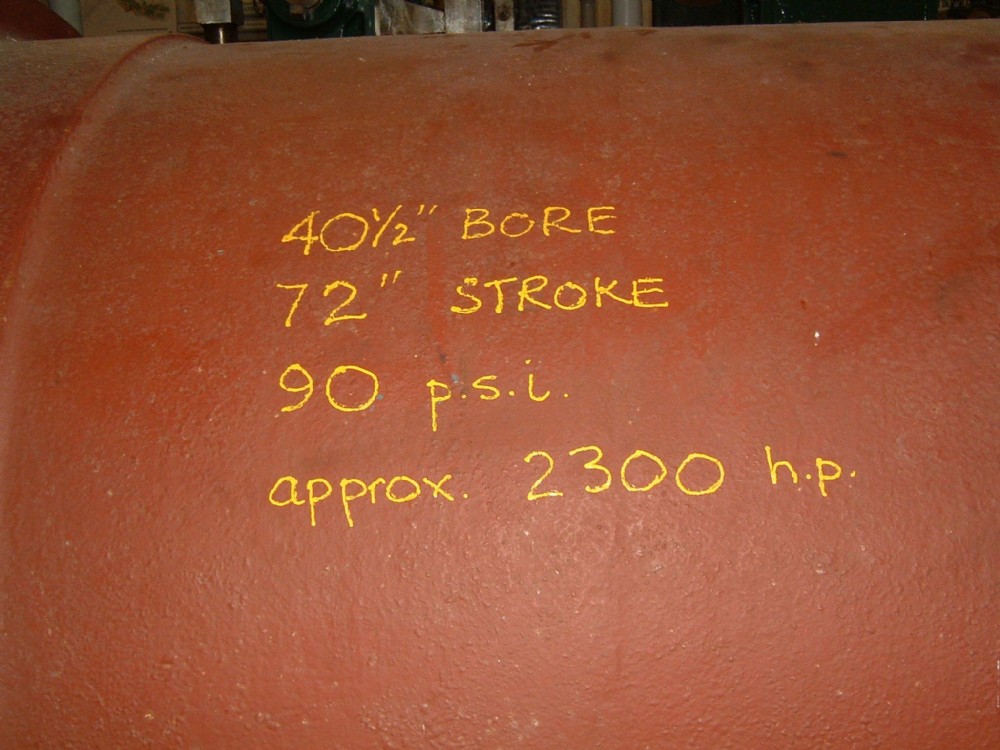 40½" BORE
72" STROKE
90 p.s.i.
approx. 2300 h.p.